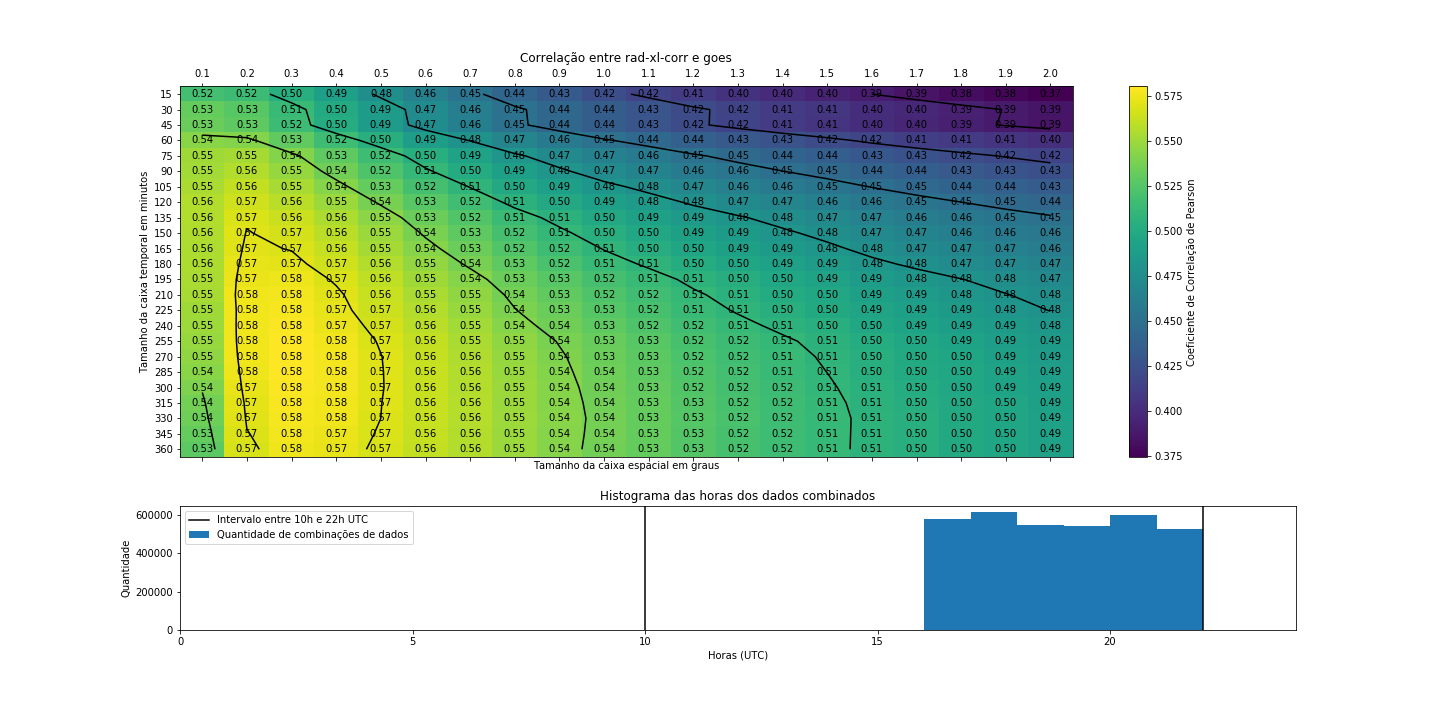 Correlação entre rad-xl-corr e goes
0.1 0.2 0.3 0.4 0.5 0.6 0.7 0.8 0.9 1.0 1.1 1.2 1.3 1.4 1.5 1.6 1.7 1.8 1.9 2.0
15 0.52 0.52 0.50 0.49 0.48 0.46 0.45 0.44 0.43 0.42 0.42 0.41 0.40 0.40 0.40 0.39 0.39 0.38 0.38 0.37
30 0.53 0.53 0.51 0.50 0.49 0.47 0.46 0.45 0.44 0.44 0.43 0.42 0.42 0.41 0.41 0.40 0.40 0.39 0.39 0.39
45 0.53 0.53 0.52 0.50 0.49 0.47 0.46 0.45 0.44 0.44 0.43 0.42 0.42 0.41 0.41 0.40 0.40 0.39 0.39 0.39
60 0.54 0.54 0.53 0.52 0.50 0.49 0.48 0.47 0.46 0.45 0.44 0.44 0.43 0.42 0.42 0.42 0.41 0.41 0.41 0.40
75 0.55 0.55 0.54 0.53 0.52 0.50 0.49 0.48 0.47 0.47 0.46 0.45 0.45 0.44 0.44 0.43 0.43 0.42 0.42 0.42
90 0.55 0.56 0.55 0.54 0.52 0.51 0.50 0.49 0.48 0.47 0.47 0.46 0.46 0.45 0.45 0.44 0.44 0.43 0.43 0.43
105 0.55 0.56 0.55 0.54 0.53 0.52 0.51 0.50 0.49 0.48 0.48 0.47 0.46 0.46 0.45 0.45 0.45 0.44 0.44 0.43
120 0.56 0.57 0.56 0.55 0.54 0.53 0.52 0.51 0.50 0.49 0.48 0.48 0.47 0.47 0.46 0.46 0.45 0.45 0.45 0.44
135 0.56 0.57 0.56 0.56 0.55 0.53 0.52 0.51 0.51 0.50 0.49 0.49 0.48 0.48 0.47 0.47 0.46 0.46 0.45 0.45
150 0.56 0.57 0.57 0.56 0.55 0.54 0.53 0.52 0.51 0.50 0.50 0.49 0.49 0.48 0.48 0.47 0.47 0.46 0.46 0.46
165 0.56 0.57 0.57 0.56 0.55 0.54 0.53 0.52 0.52 0.51 0.50 0.50 0.49 0.49 0.48 0.48 0.47 0.47 0.47 0.46
180 0.56 0.57 0.57 0.57 0.56 0.55 0.54 0.53 0.52 0.51 0.51 0.50 0.50 0.49 0.49 0.48 0.48 0.48 0.47 0.47
195 0.55 0.57 0.57 0.57 0.56 0.55 0.54 0.53 0.53 0.52 0.51 0.51 0.50 0.50 0.49 0.49 0.48 0.48 0.48 0.47
210 0.55 0.58 0.58 0.57 0.56 0.55 0.55 0.54 0.53 0.52 0.52 0.51 0.51 0.50 0.50 0.49 0.49 0.48 0.48 0.48
225 0.55 0.58 0.58 0.57 0.57 0.56 0.55 0.54 0.53 0.53 0.52 0.51 0.51 0.50 0.50 0.49 0.49 0.49 0.48 0.48
240 0.55 0.58 0.58 0.57 0.57 0.56 0.55 0.54 0.54 0.53 0.52 0.52 0.51 0.51 0.50 0.50 0.49 0.49 0.49 0.48
255 0.55 0.58 0.58 0.58 0.57 0.56 0.55 0.55 0.54 0.53 0.53 0.52 0.52 0.51 0.51 0.50 0.50 0.49 0.49 0.49
270 0.55 0.58 0.58 0.58 0.57 0.56 0.55 0.55 0.54 0.53 0.53 0.52 0.52 0.51 0.51 0.50 0.50 0.50 0.49 0.49
285 0.54 0.58 0.58 0.58 0.57 0.56 0.56 0.55 0.54 0.54 0.53 0.52 0.52 0.51 0.51 0.50 0.50 0.50 0.49 0.49
300 0.54 0.57 0.58 0.58 0.57 0.56 0.56 0.55 0.54 0.54 0.53 0.52 0.52 0.52 0.51 0.51 0.50 0.50 0.50 0.49
315 0.54 0.57 0.58 0.58 0.57 0.56 0.56 0.55 0.54 0.54 0.53 0.53 0.52 0.52 0.51 0.51 0.50 0.50 0.50 0.49
330 0.54 0.57 0.58 0.58 0.57 0.56 0.56 0.55 0.54 0.54 0.53 0.53 0.52 0.52 0.51 0.51 0.50 0.50 0.50 0.49
345 0.53 0.57 0.58 0.57 0.57 0.56 0.56 0.55 0.54 0.54 0.53 0.53 0.52 0.52 0.51 0.51 0.50 0.50 0.50 0.49
360 0.53 0.57 0.58 0.57 0.57 0.56 0.56 0.55 0.54 0.54 0.53 0.52 0.52 0.52 0.51 0.51 0.50 0.50 0.50 0.49
Tamanho da caixa temporal em minutos
Tamanho da caixa espacial em graus
0.575
0.550
0.525
0.500
0.475
0.450
0.425
0.400
0.375
Coeficiente de Correlação de Pearson
Histograma das horas dos dados combinados
Intervalo entre 10h e 22h UTC
Quantidade de combinações de dados
600000
400000
200000
0
Quantidade
0 5 10 15 20
Horas (UTC)